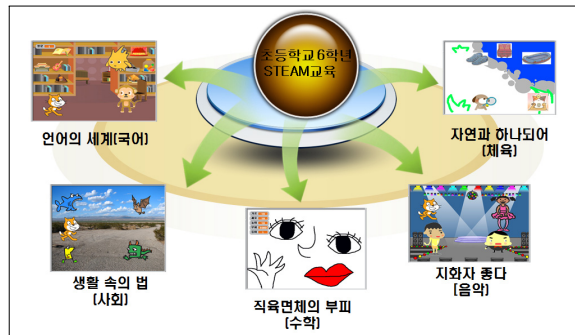 초등학교 6학년
STEAM교육
언어의 세계(국어)
자연과 하나되어
(체육)
생활 속의 법
(사회)
직육면체의 부피
(수학)
지화자 좋다
(음악)